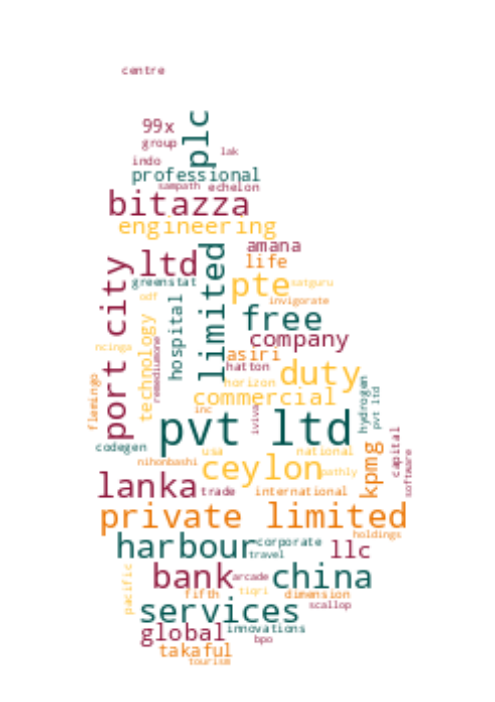 centre
plc
99x
group
lak
indo
professional
sampath
echelon
bitazza
engineering
limited
amana
ltd
life
port city
greenstat
pte
satguru
odf
hospital
invigorate
technology
free
remediumone
company
ncinga
asiri
hatton
duty
flemingo
horizon
hydrogen
pvt ltd
commercial
inc
iviva
pvt ltd
capital
codegen
usa
national
kpmg
software
nihonbashi
ceylon
pathly
lanka
trade
international
private limited
holdings
harbour
corporate
llc
travel
pacific
bank
arcade
china
fifth
tiqri
dimension
services
scallop
global
innovations
bpo
takaful
tourism